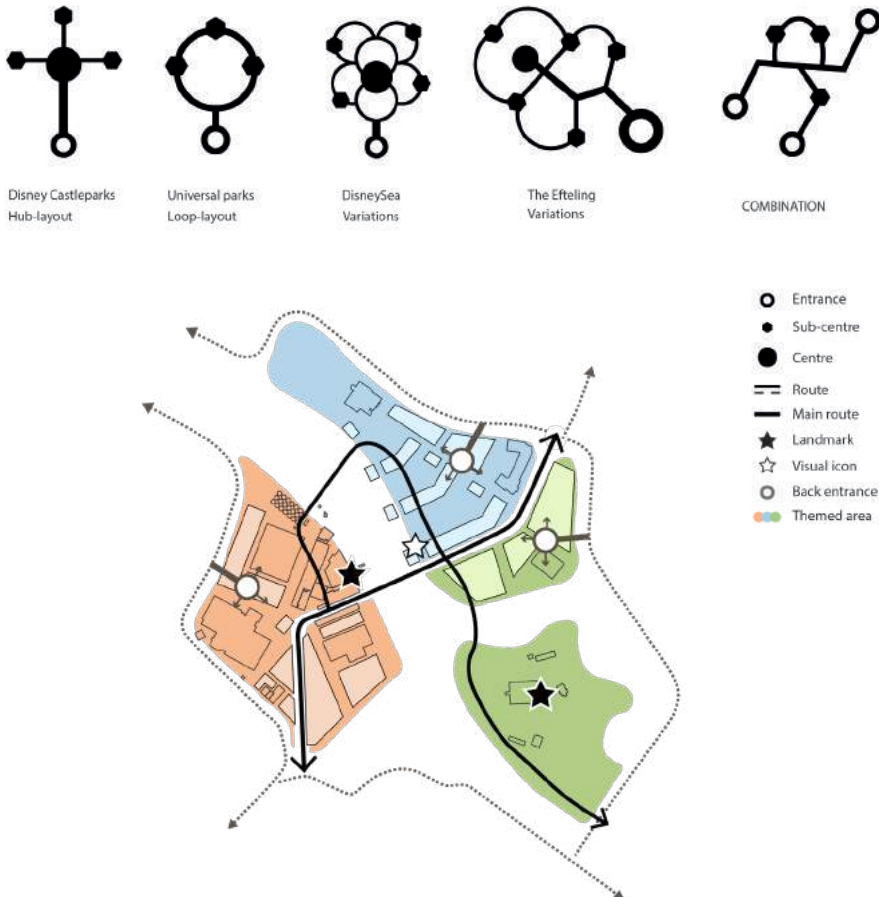 Disney Castleparks
Hub-layout
Universal parks
Loop-layout
DisneySea
Variations
The Efteling
Variations
COMBINATION
Entrance
Sub-centre
Centre
Route
Main route
Landmark
Visual icon
Back entrance
Themed area